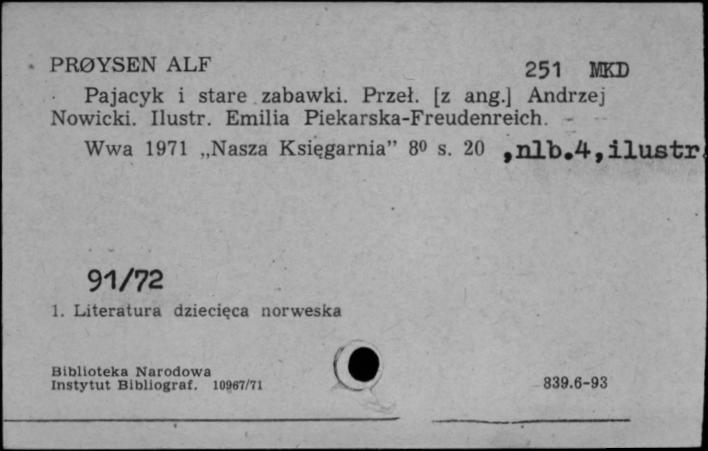 PRØYSEN ALF 251 MKD
Pajacyk i stare zabawki. Przeł. [z ang.] Andrzej
Nowicki. Ilustr. Emilia Piekarska-Freudenreich.
Wwa 1971 „Nasza Księgarnia” 8⁰ s. 20 ,nlb.4,ilustr.
91/72
1. Literatura dziecięca norweska
Biblioteka Narodowa
Instytut Bibliograf. 10967/71 839.6-93